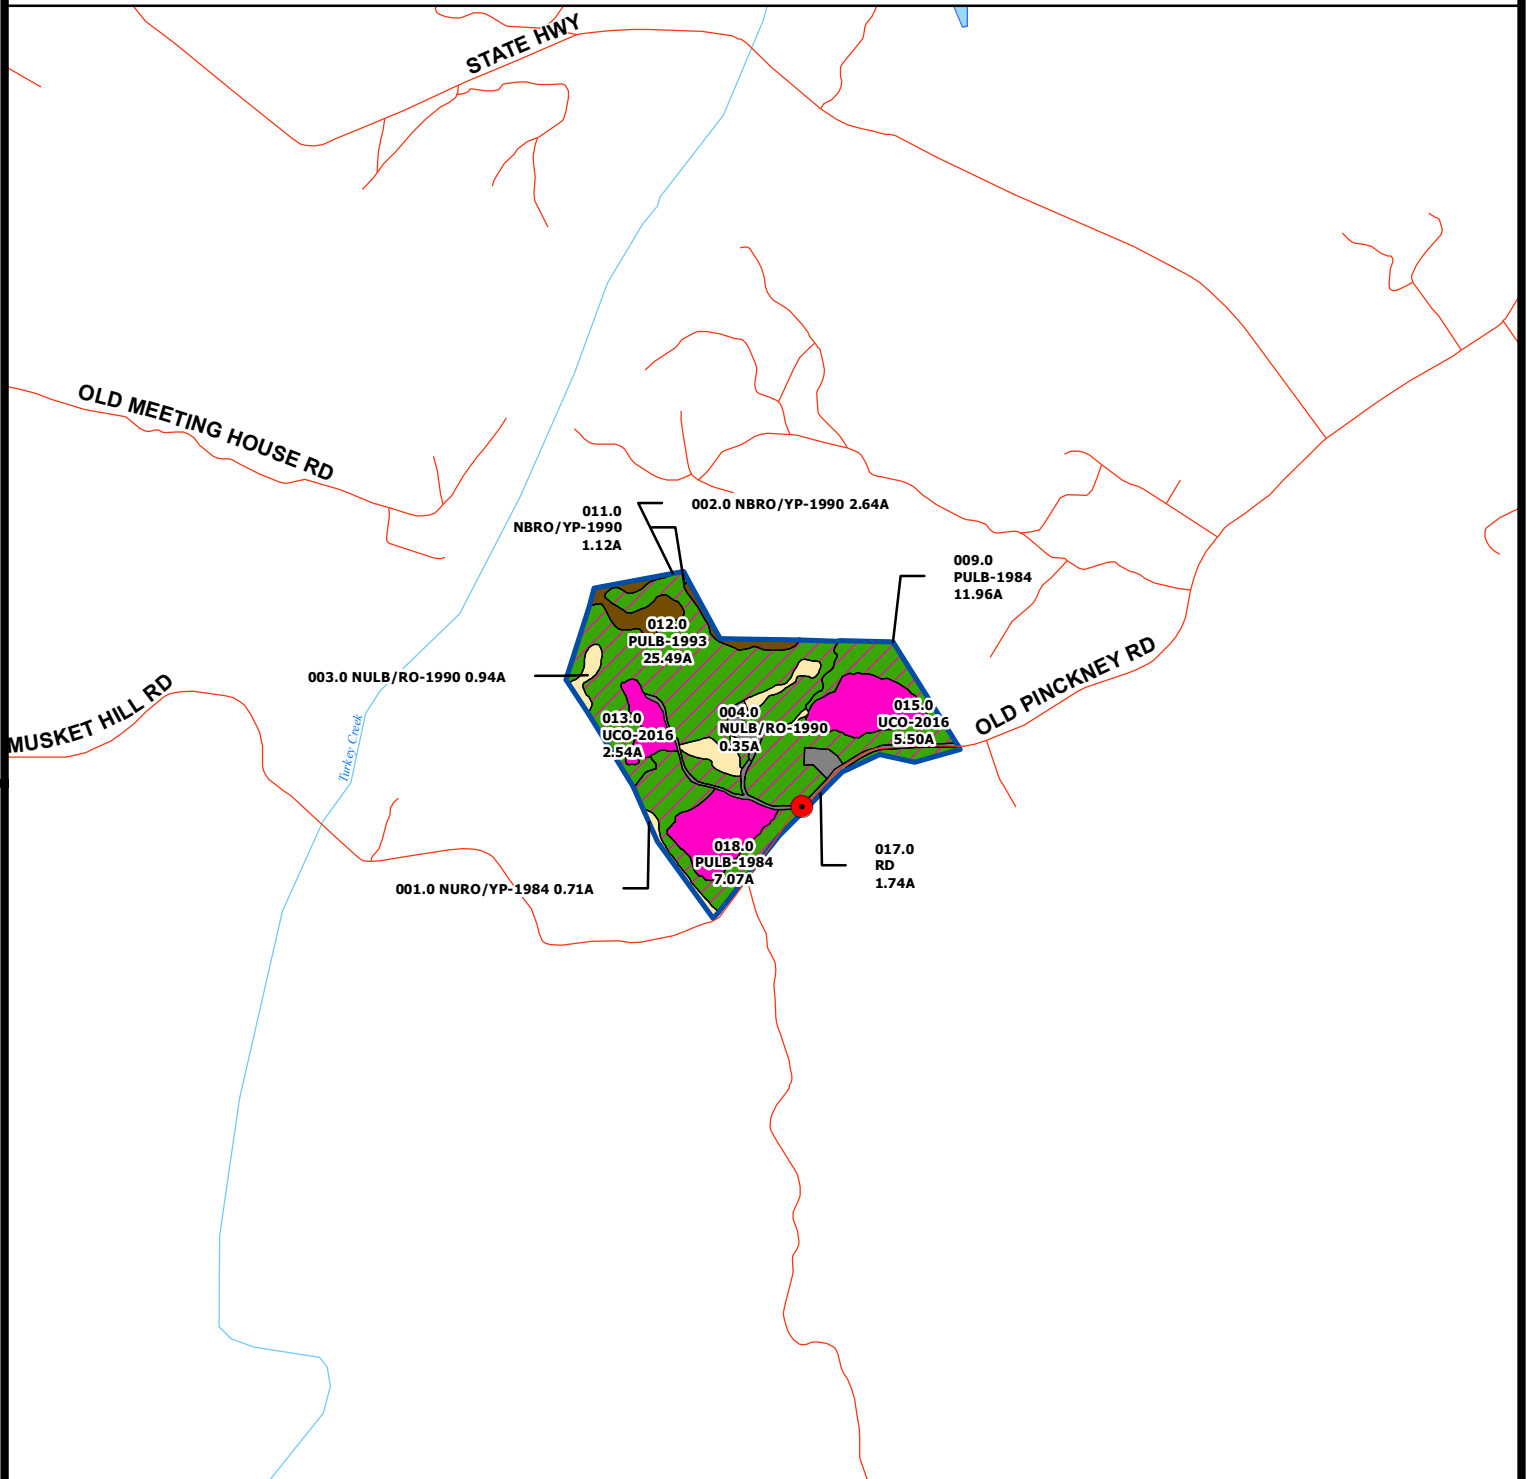 STATE HWY
OLD MEETING HOUSE RD
002.0 NBRO/YP-1990 2.64A
011.0
NBRO/YP-1990
1.12A
009.0
PULB-1984
11.96A
012.0
PULB-1993
25.49A
003.0 NULB/RO-1990 0.94A
OLD PINCKNEY RD
MUSKET HILL RD
Turkey Creek
013.0
UCO-2016
2.54A
004.0
NULB/RO-1990
0.35A
015.0
UCO-2016
5.50A
018.0
PULB-1984
7.07A
017.0
RD
1.74A
001.0 NURO/YP-1984 0.71A